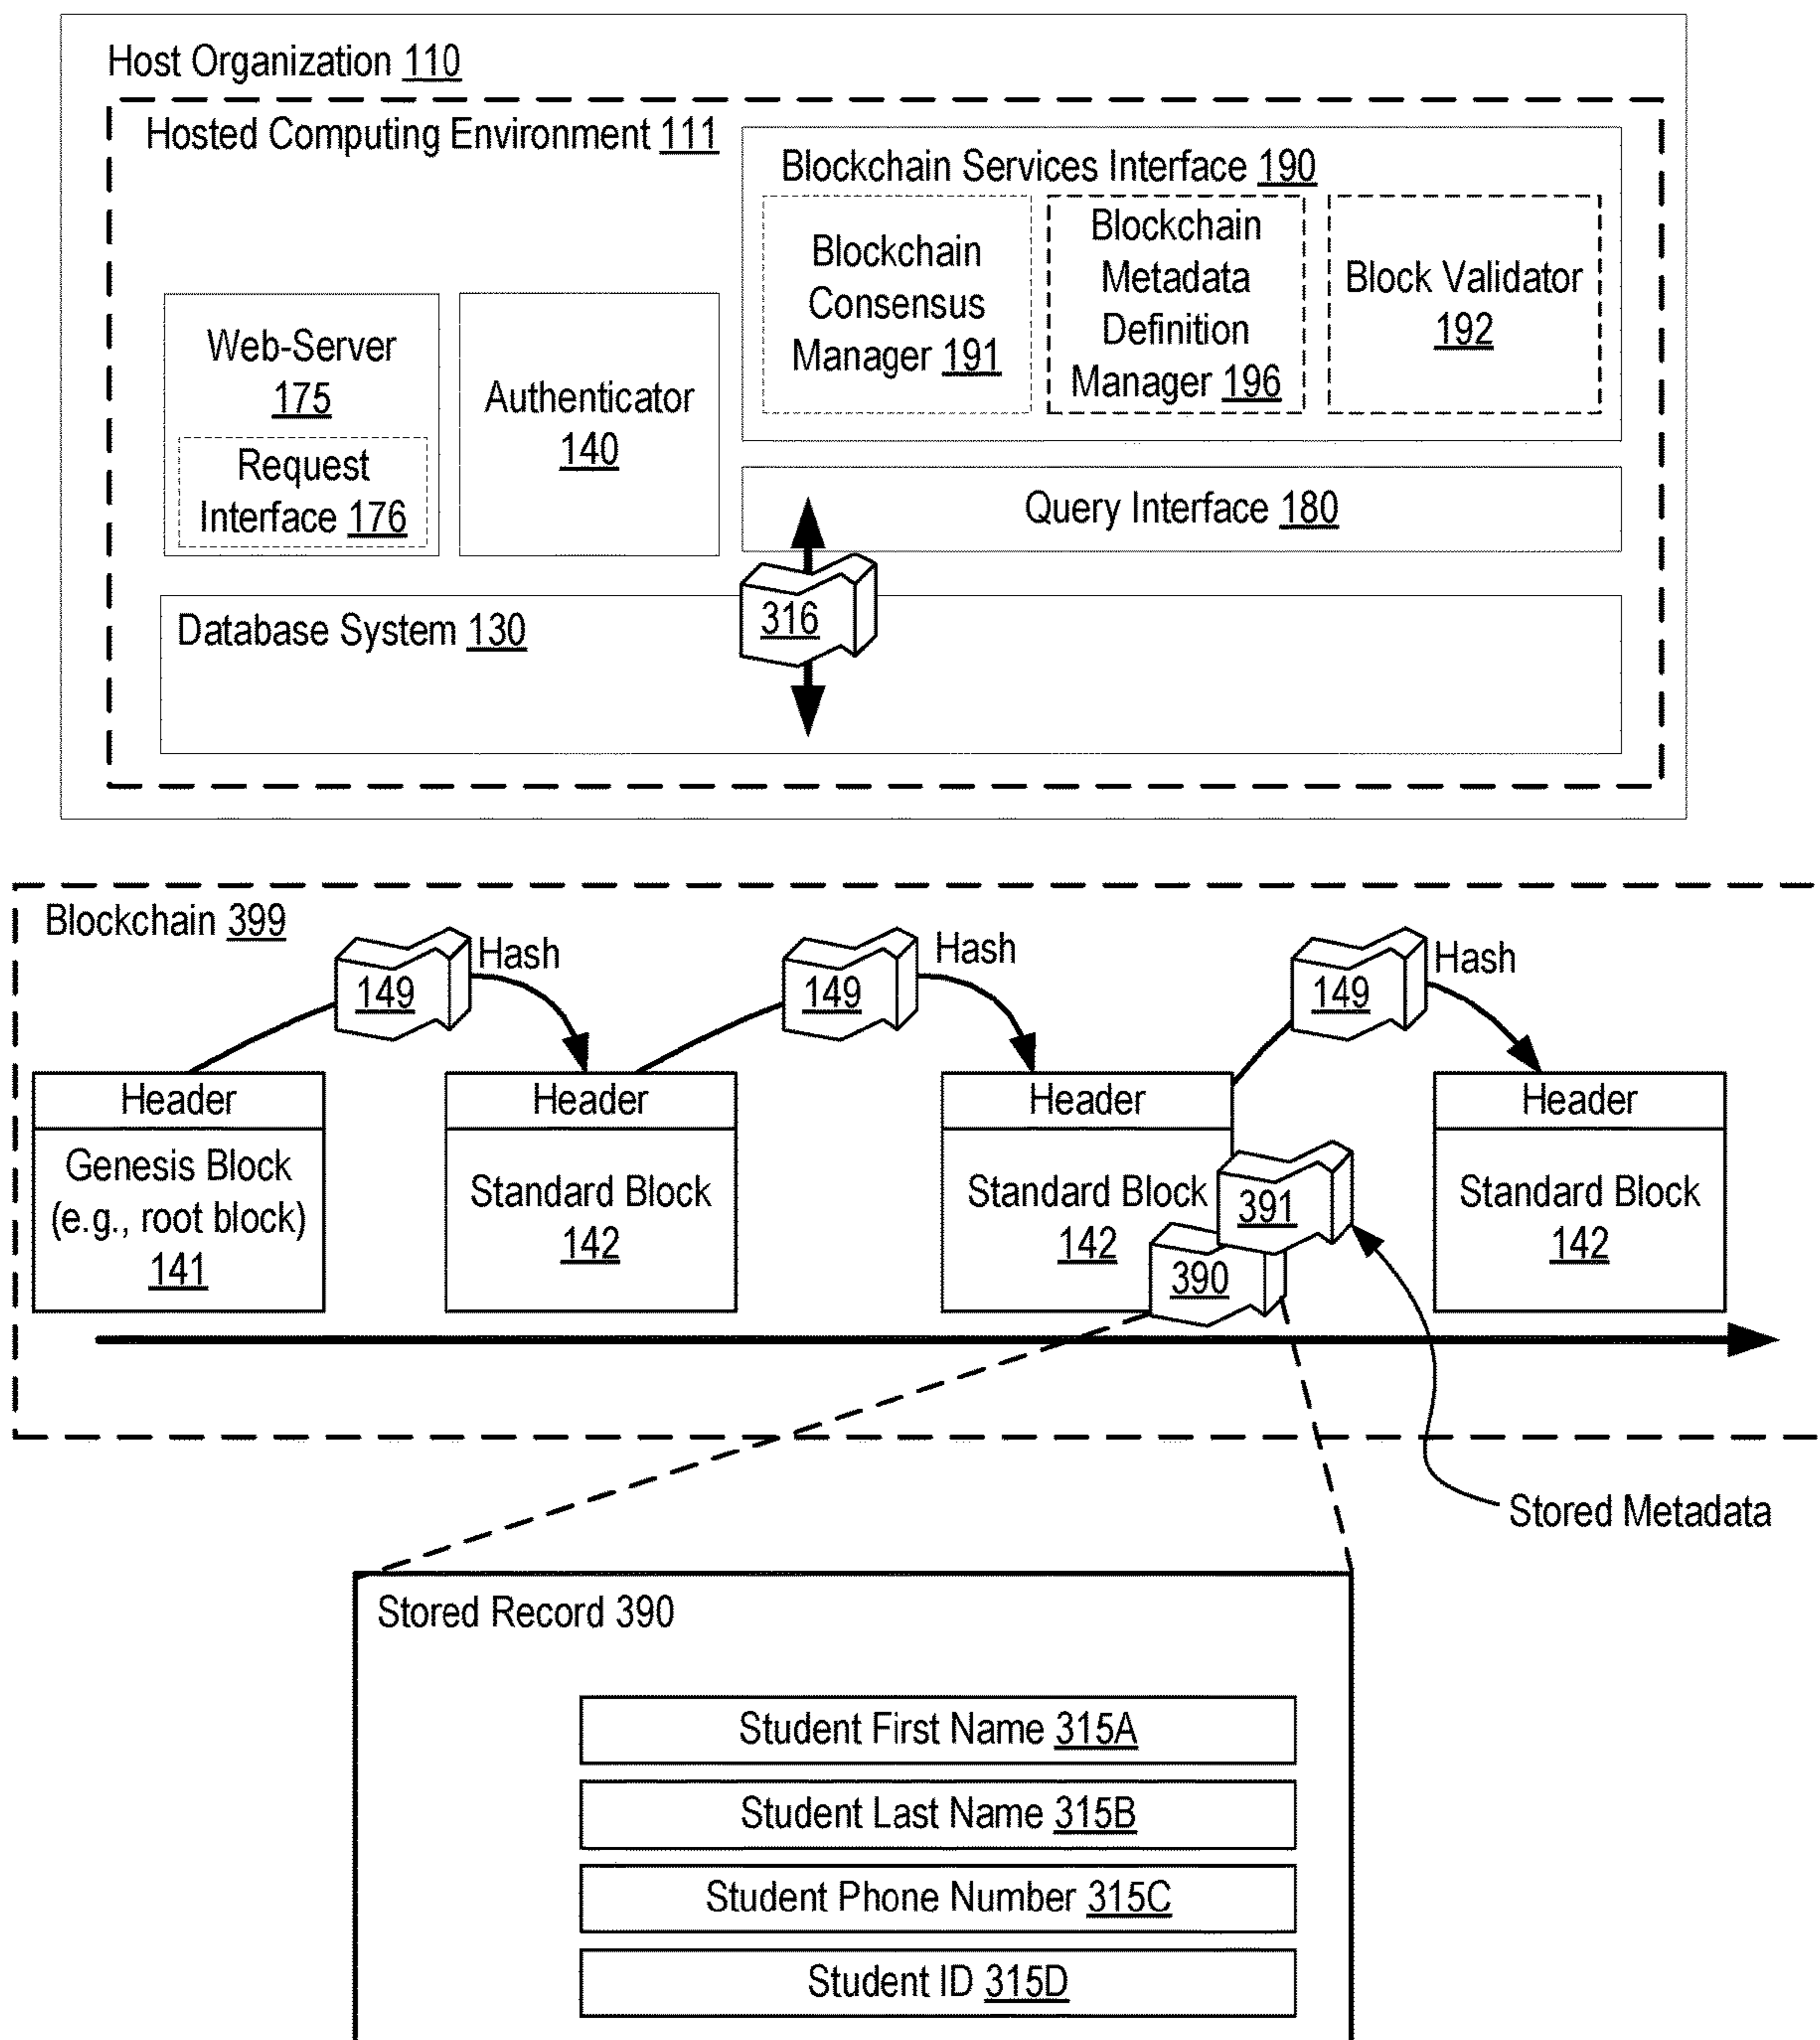 Host Organization 110
Hosted Computing Environment 111
Blockchain Services Interface 190
Blockchain
Consensus
Manager 191
Blockchain
Metadata
Definition
Manager 196
Block Validator
192
Web-Server
175
Request
Interface 176
Authenticator
140
Query Interface 180
316
Database System 130
Blockchain 399
149
Hash
149
Hash
149
Hash
Header
Genesis Block
(e.g., root block)
141
Header
Standard Block
142
Header
Standard Block
142
391
390
Header
Standard Block
142
Stored Metadata
Stored Record 390
Student First Name 315A
Student Last Name 315B
Student Phone Number 315C
Student ID 315D